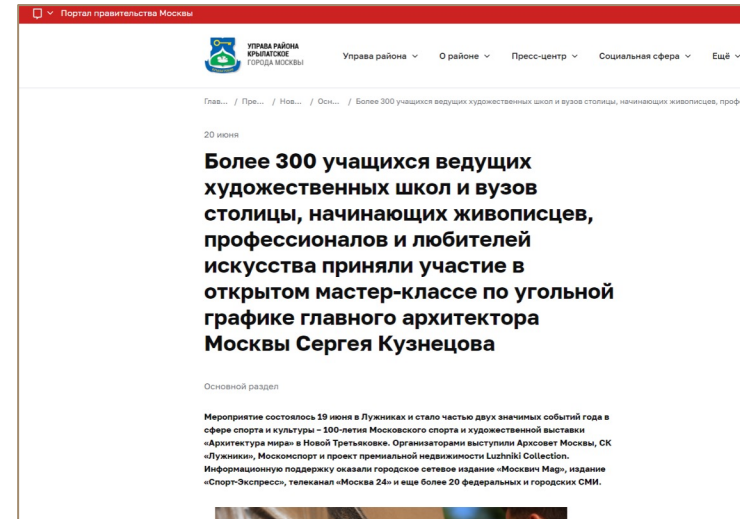 Портал правительства Москвы
УПРАВА РАЙОНА
КРЫЛАТСКОЕ
ГОРОДА МОСКВЫ
Управа района
О районе
Пресс-центр
Социальная сфера
Ещё
Глав... / Пре... / Нов... / Осн... / Более 300 учащихся ведущих художественных школ и вузов столицы, начинающих живописцев, проф
20 июня
Более 300 учащихся ведущих
художественных школ и вузов
столицы, начинающих живописцев,
профессионалов и любителей
искусства приняли участие в
открытом мастер-классе по угольной
графике главного архитектора
Москвы Сергея Кузнецова
Основной раздел
Мероприятие состоялось 19 июня в Лужниках и стало частью двух значимых событий года в
сфере спорта и культуры – 100-летия Московского спорта и художественной выставки
«Архитектура мира» в Новой Третьяковке. Организаторами выступили Архсовет Москвы, СК
«Лужники», Москомспорт и проект премиальной недвижимости Luzhniki Collection.
Информационную поддержку оказали городское сетевое издание «Москвич Mag», издание
«Спорт-Экспресс», телеканал «Москва 24» и еще более 20 федеральных и городских СМИ.